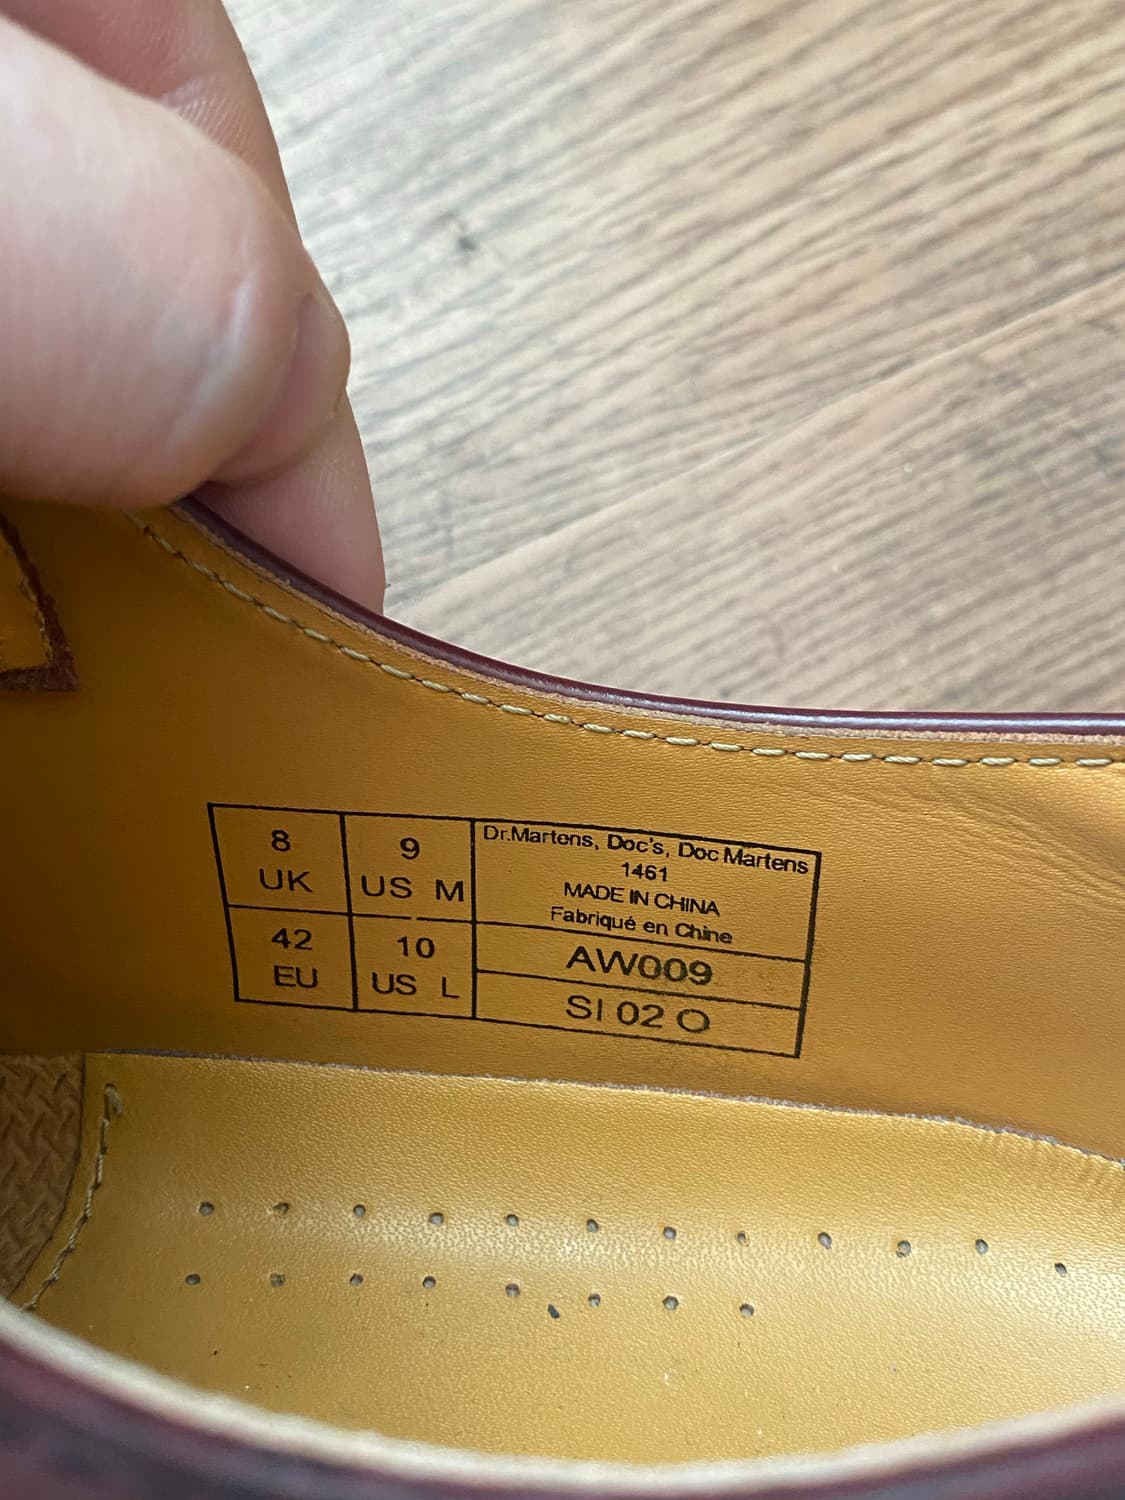 8
UK
9
US M
42
EU
10
US L
Dr.Martens, Doc's, Doc Martens
1461
MADE IN CHINA
Fabriqué en Chine
AW009
SI 02 O